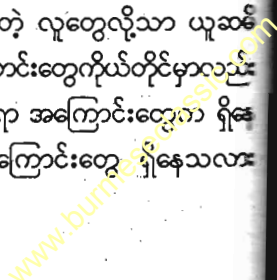 တဲ့ လူတွေလို့သာ ယူဆ
င်းတွေကိုယ်တိုင်မှာလည်း
အကြောင်းတွေက ရှိနေ
ကြောင်းတွေ ရှိနေသလား
www.burmeseclassic.com